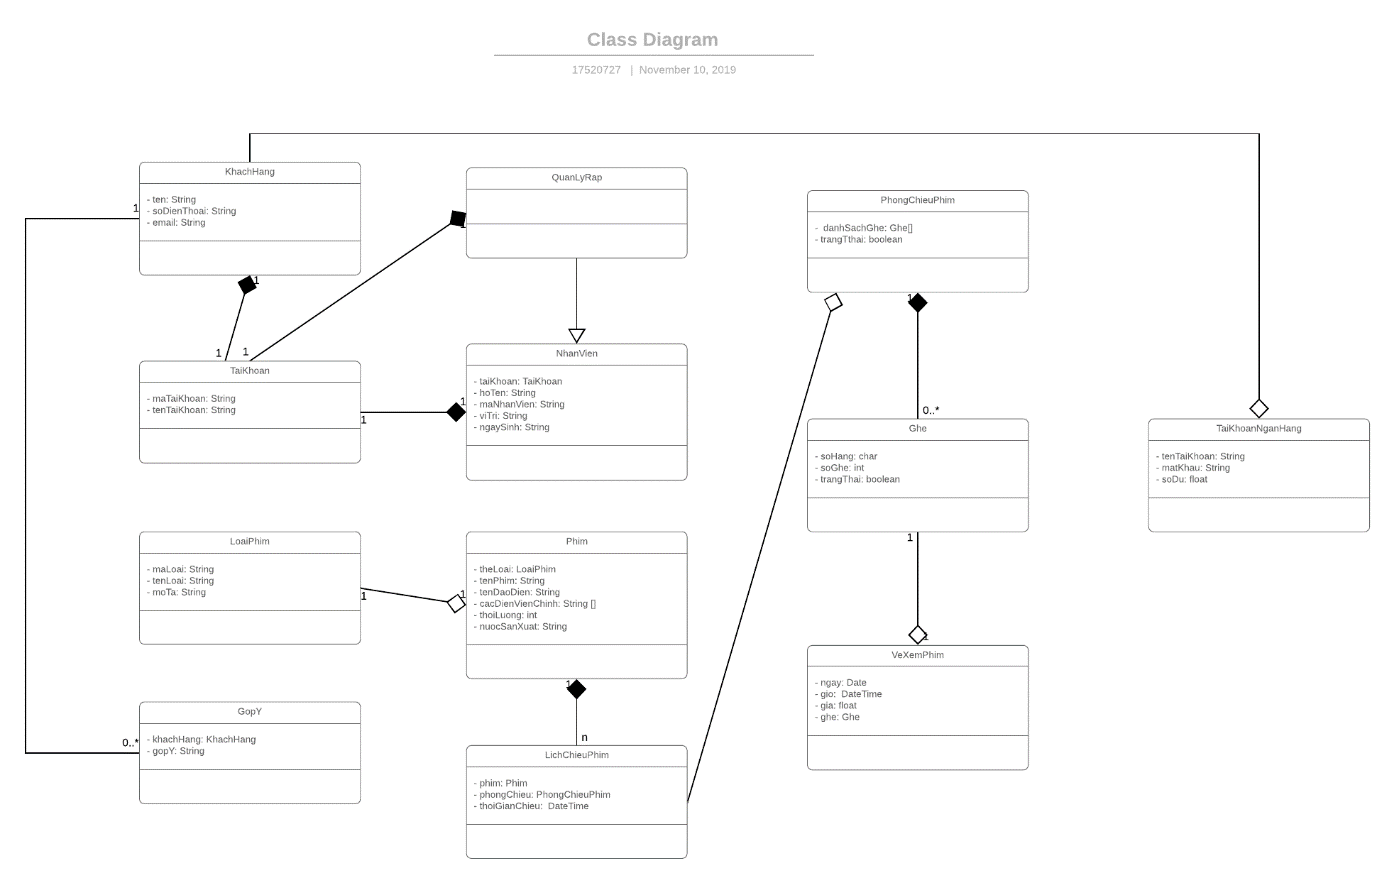 Class Diagram
17520727 | November 10, 2019
KhachHang
- ten: String
- soDienThoai: String
- email: String
1
1
QuanLyRap
1
PhongChieuPhim
- danhSachGhe: Ghe[]
- trangTthai: boolean
1
1
1
TaiKhoan
- maTaiKhoan: String
- tenTaiKhoan: String
1
1
NhanVien
- taiKhoan: TaiKhoan
- hoTen: String
- maNhanVien: String
- viTri: String
- ngaySinh: String
0..*
Ghe
- soHang: char
- soGhe: int
- trangThai: boolean
1
TaiKhoanNganHang
- tenTaiKhoan: String
- matKhau: String
- soDu: float
LoaiPhim
- maLoai: String
- tenLoai: String
- moTa: String
1
1
Phim
- theLoai: LoaiPhim
- tenPhim: String
- tenDaoDien: String
- cacDienVienChinh: String []
- thoiLuong: int
- nuocSanXuat: String
1
n
1
VeXemPhim
- ngay: Date
- gio: DateTime
- gia: float
- ghe: Ghe
GopY
0..*
- khachHang: KhachHang
- gopY: String
LichChieuPhim
- phim: Phim
- phongChieu: PhongChieuPhim
- thoiGianChieu: DateTime